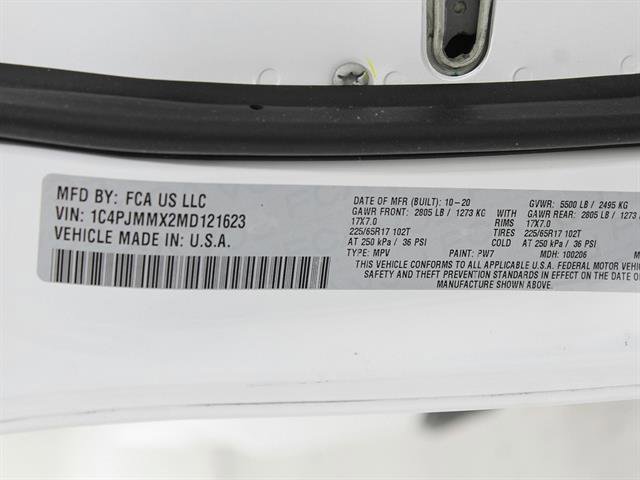 MFD BY: FCA US LLC
VIN: 1C4PJMMX2MD121623
VEHICLE MADE IN: U.S.A.
DATE OF MFR (BUILT): 10-20 GVWR: 5500 LB / 2495 KG
GAWR FRONT: 2805 LB / 1273 KG WITH GAWR REAR: 2805 LB / 1273
17X7.0 RIMS 17X7.0
225/65R17 102T TIRES 225/65R17 102T
AT 250 kPa / 36 PSI COLD AT 250 kPa / 36 PSI
TYPE: MPV PAINT: PW7 MDH: 100206
THIS VEHICLE CONFORMS TO ALL APPLICABLE U.S.A. FEDERAL MOTOR
SAFETY AND THEFT PREVENTION STANDARDS IN EFFECT ON THE DATE OF
MANUFACTURE SHOWN ABOVE.